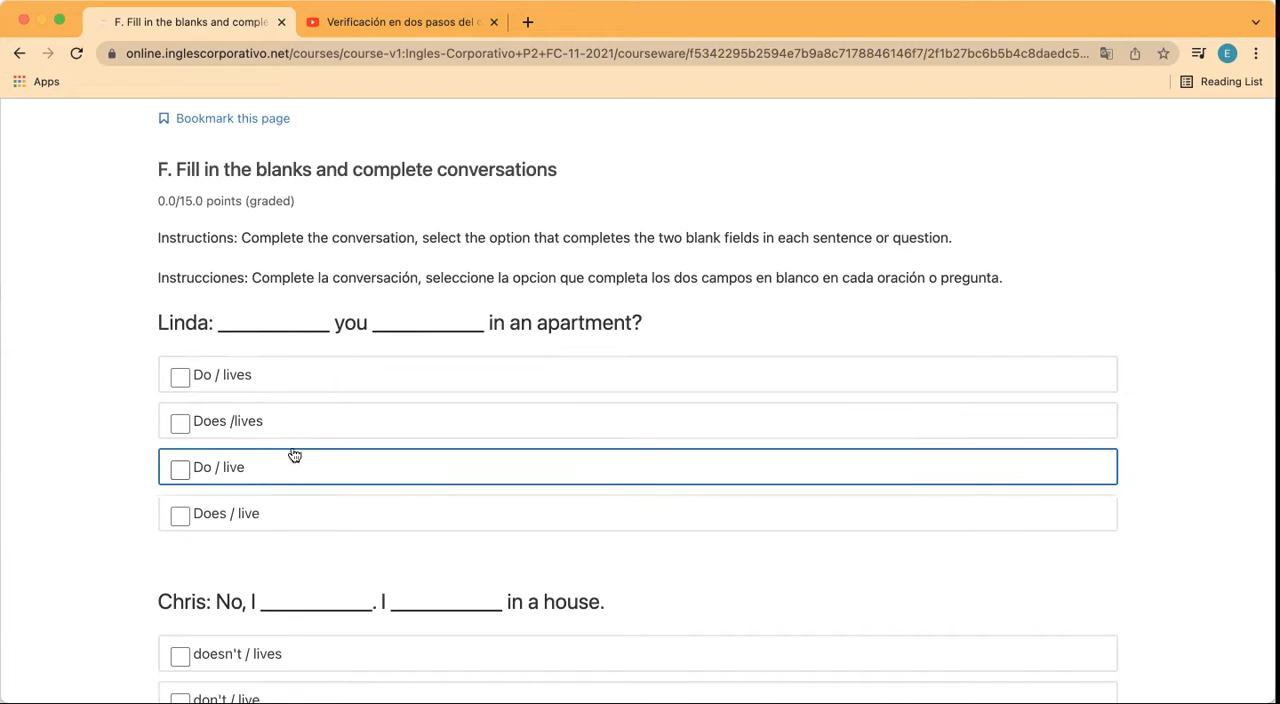 F. Fill in the blanks and comple
Verificación en dos pasos del
online.inglescorporativo.net/courses/course-v1:Ingles-Corporativo+P2+FC-11-2021/courseware/f5342295b2594e7b9a8c7178846146f7/2f1b27bc6b5b4c8daedc5...
E
Apps
Reading List
Bookmark this page
F. Fill in the blanks and complete conversations
0.0/15.0 points (graded)
Instructions: Complete the conversation, select the option that completes the two blank fields in each sentence or question.
Instrucciones: Complete la conversación, seleccione la opcion que completa los dos campos en blanco en cada oración o pregunta.
Linda: ___________ you ___________ in an apartment?
Do / lives
Does /lives
Do / live
Does / live
Chris: No, I ___________. I ___________ in a house.
doesn't / lives
don't / live